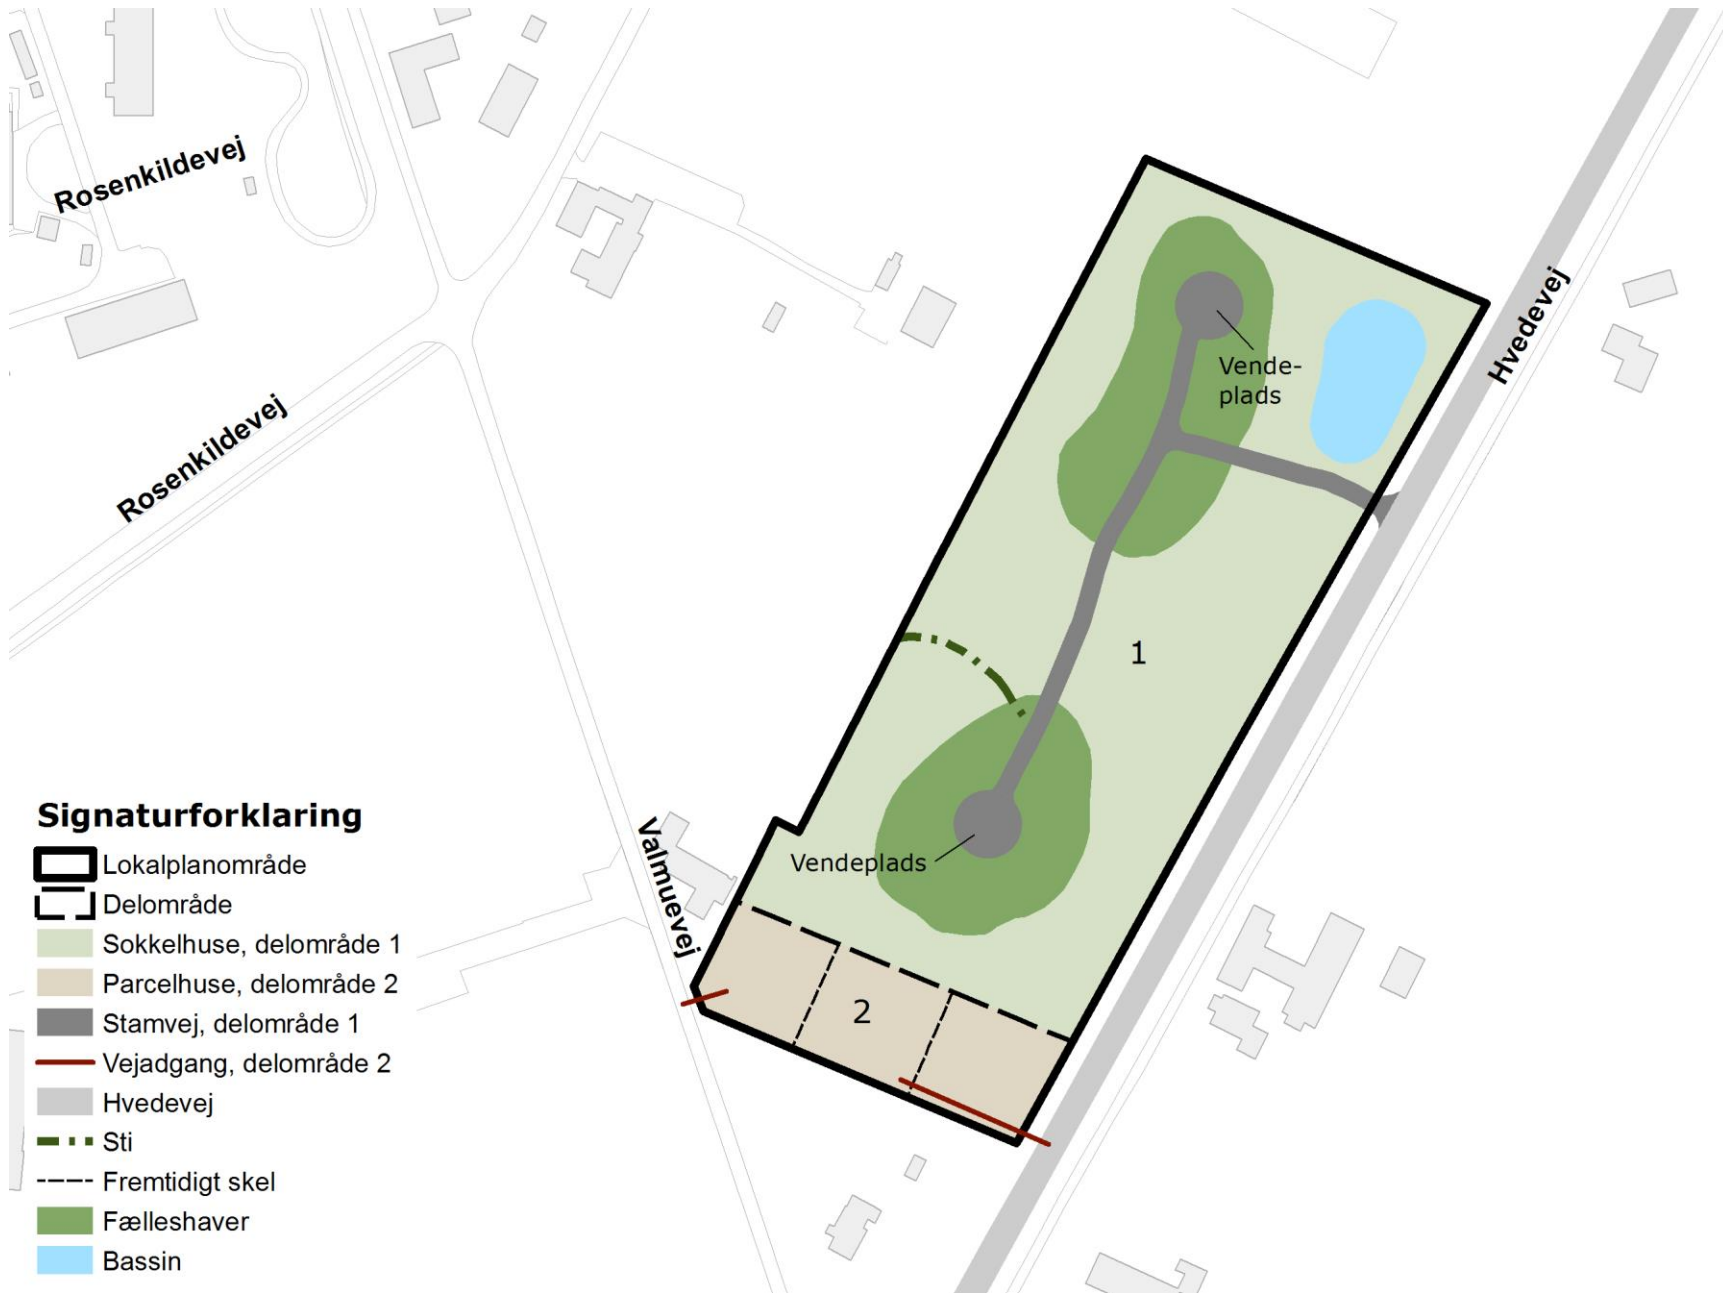 Rosenkildevej
Hvedevej
Vende-
plads
Rosenkildevej
1
Vendeplads
Valmuevej
2
Signaturforklaring
Lokalplanområde
Delområde
Sokkelhuse, delområde 1
Parcelhuse, delområde 2
Stamvej, delområde 1
Vejadgang, delområde 2
Hvedevej
Sti
Fremtidigt skel
Fælleshaver
Bassin